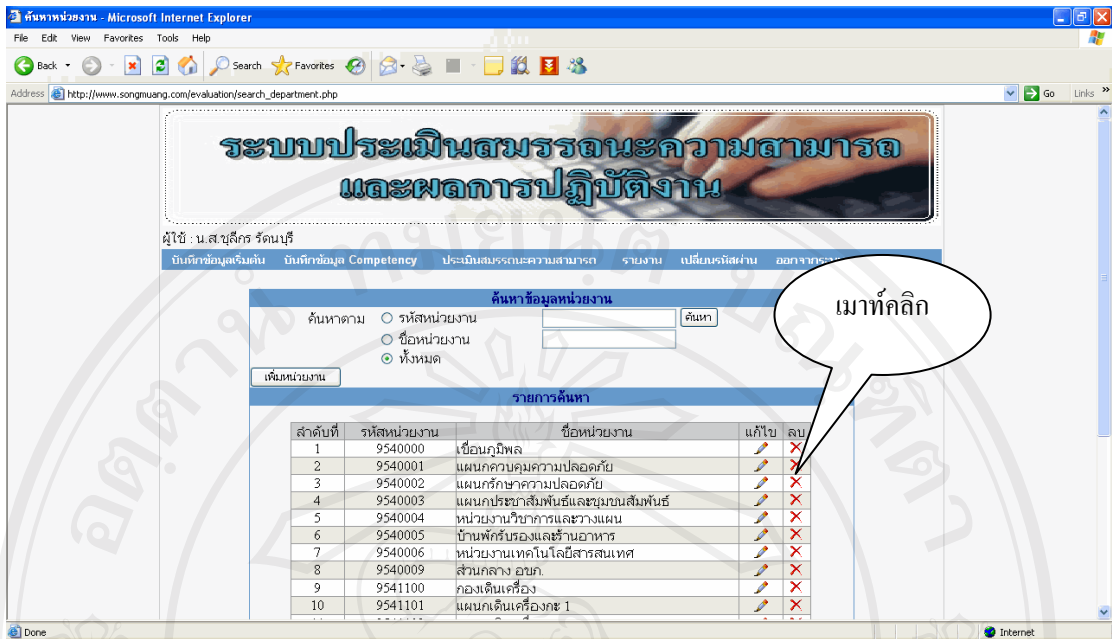 ค้นหาหน่วยงาน - Microsoft Internet Explorer
File Edit View Favorites Tools Help
Back Search Favorites
Address http://www.songmuang.com/evaluation/search_department.php Go Links »
ระบบประเมินสมรรถนะความสามารถ
และผลการปฏิบัติงาน
ผู้ใช้ : น.ส.ชุลีกร รัตนบุรี
บันทึกข้อมูลเริ่มต้น บันทึกข้อมูล Competency ประเมินสมรรถนะความสามารถ รายงาน เปลี่ยนรหัสผ่าน
ค้นหาข้อมูลหน่วยงาน
ค้นหาตาม รหัสหน่วยงาน ค้นหา
ชื่อหน่วยงาน
ทั้งหมด
เมาท์คลิก
เพิ่มหน่วยงาน
รายการค้นหา
ลำดับที่ รหัสหน่วยงาน ชื่อหน่วยงาน แก้ไข ลบ
1 9540000 เขื่อนภูมิพล
2 9540001 แผนกควบคุมความปลอดภัย
3 9540002 แผนกรักษาความปลอดภัย
4 9540003 แผนกประชาสัมพันธ์และชุมชนสัมพันธ์
5 9540004 หน่วยงานวิชาการและวางแผน
6 9540005 บ้านพักรับรองและร้านอาหาร
7 9540006 หน่วยงานเทคโนโลยีสารสนเทศ
8 9540009 ส่วนกลาง อขภ.
9 9541100 กองเดินเครื่อง
10 9541101 แผนกเดินเครื่องกะ 1
Done Internet